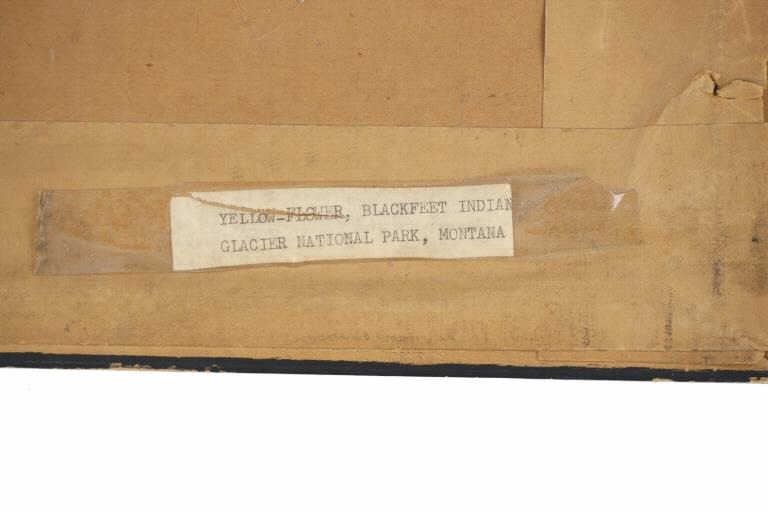 YELLOW-FLOWER, BLACKFEET INDIAN
GLACIER NATIONAL PARK, MONTANA